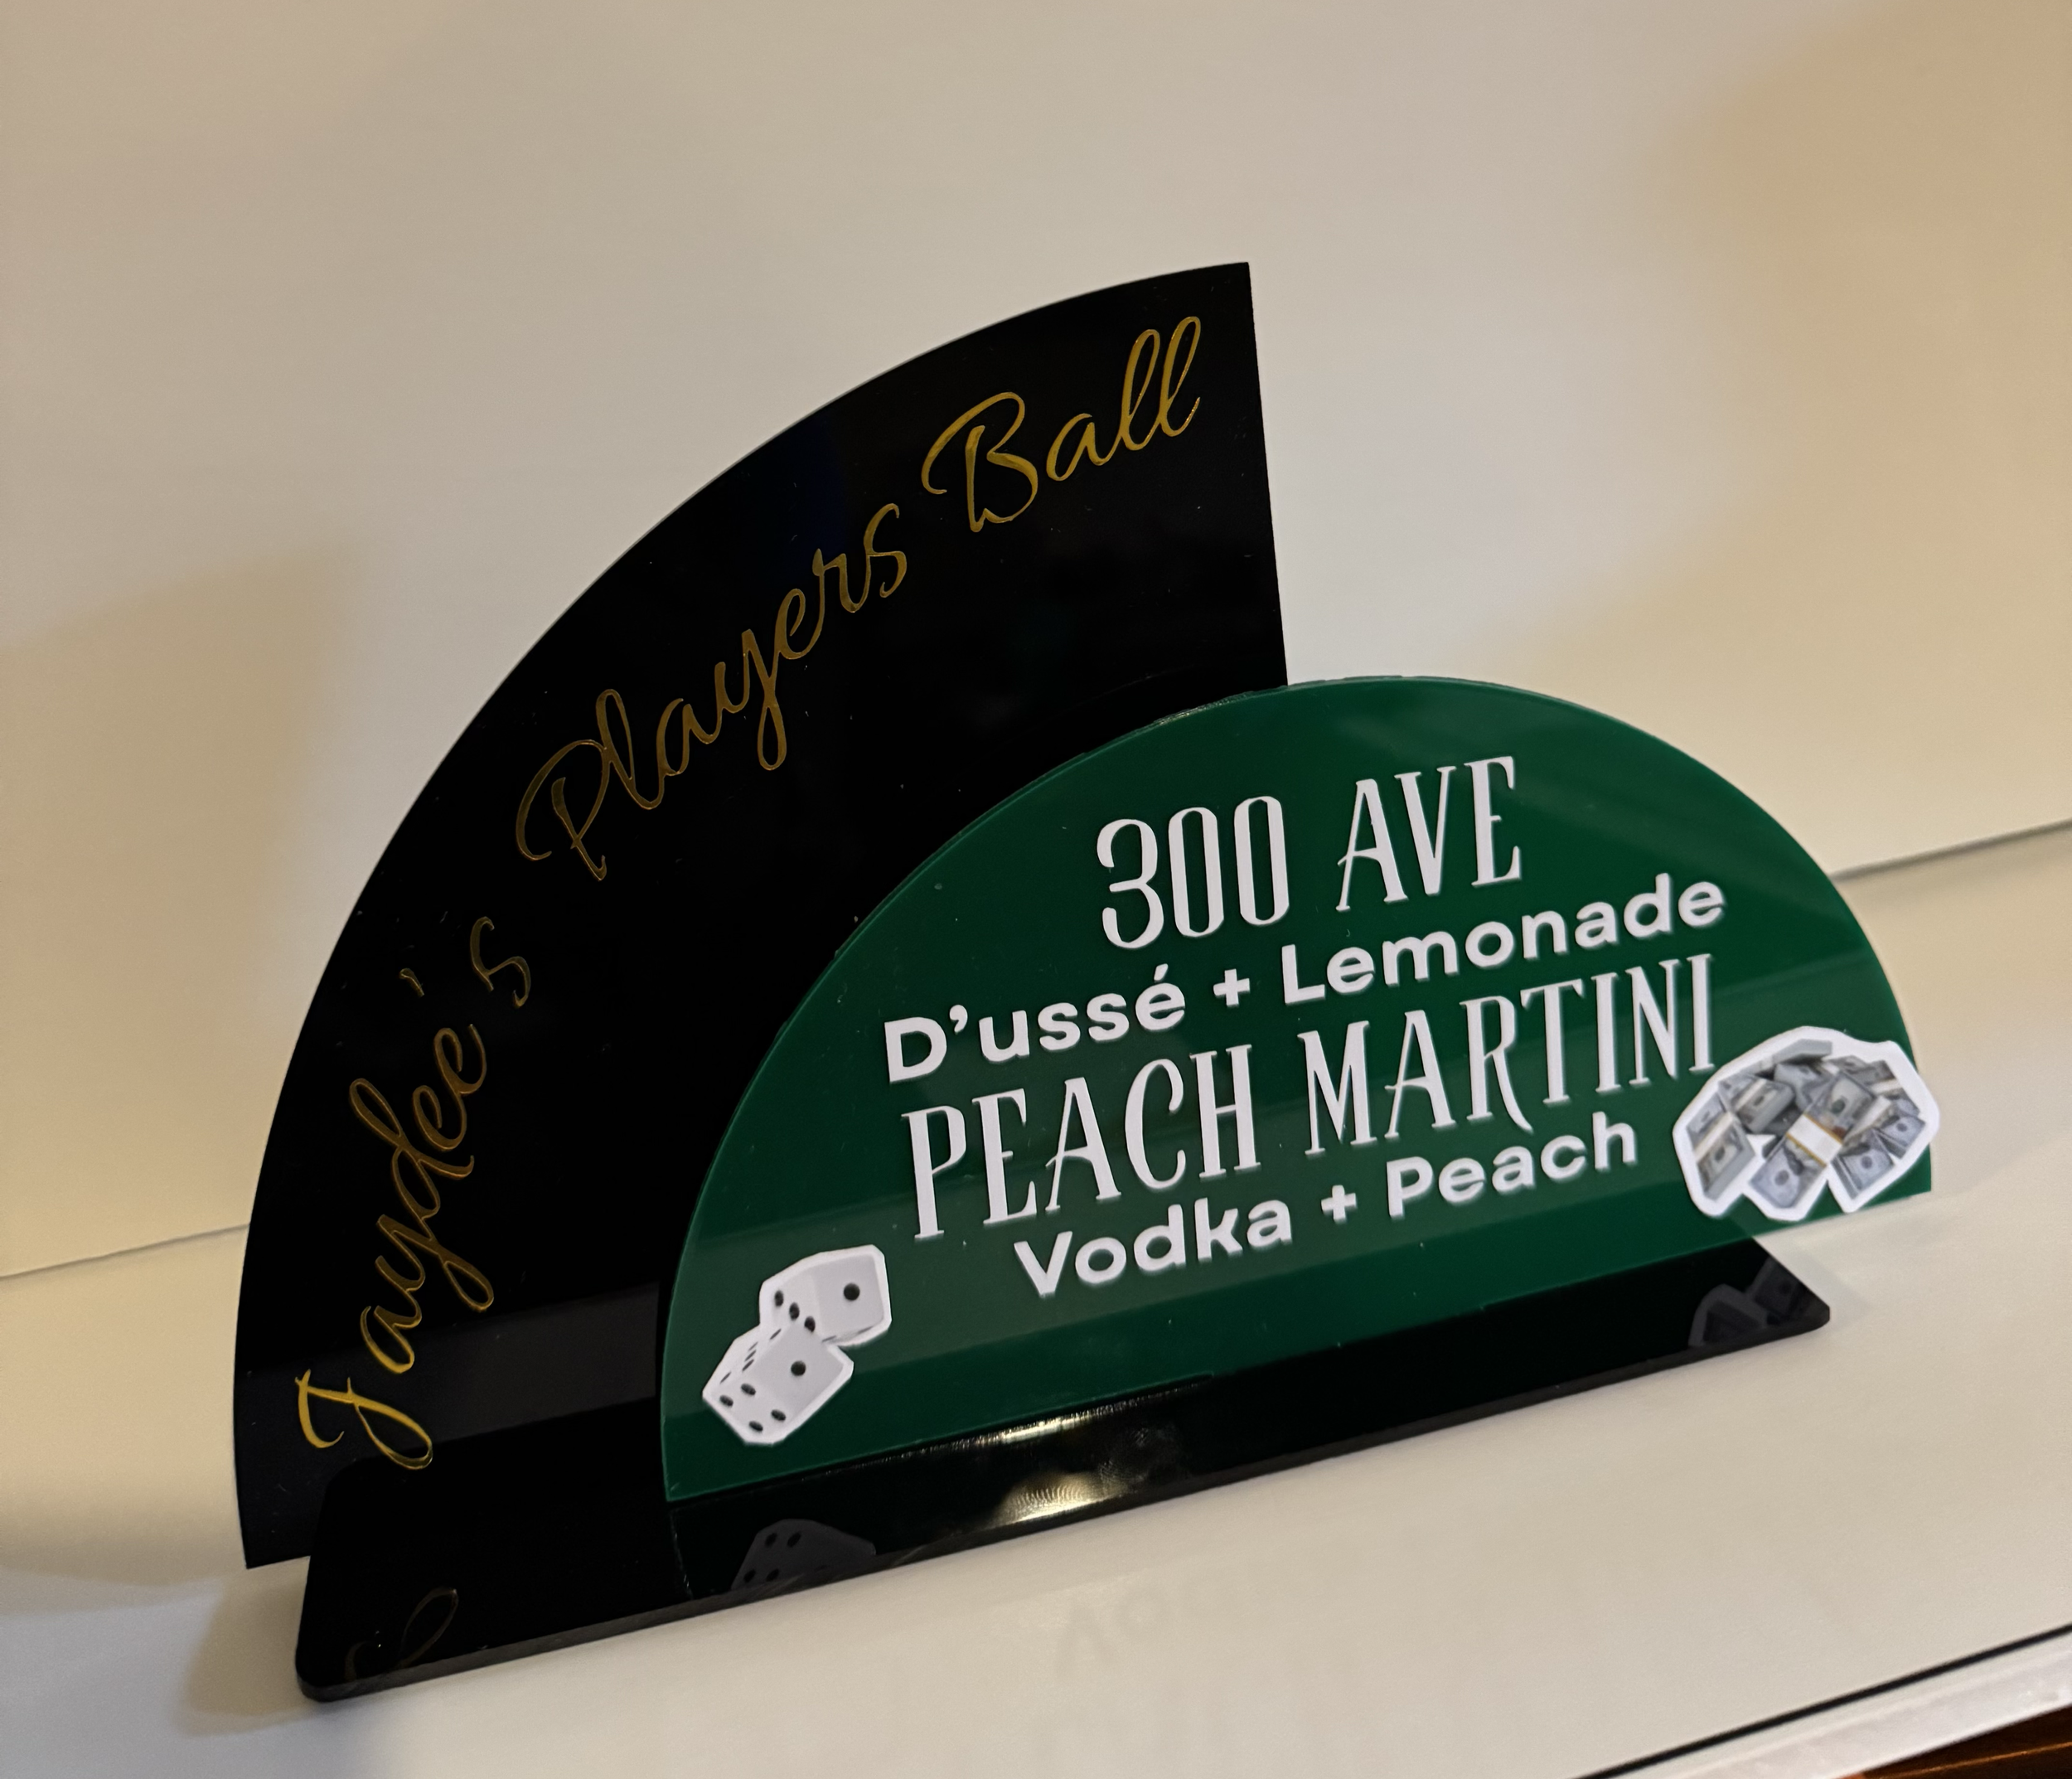 Jaydee's Players Ball
300 AVE
D'ussé + Lemonade
PEACH MARTINI
Vodka + Peach